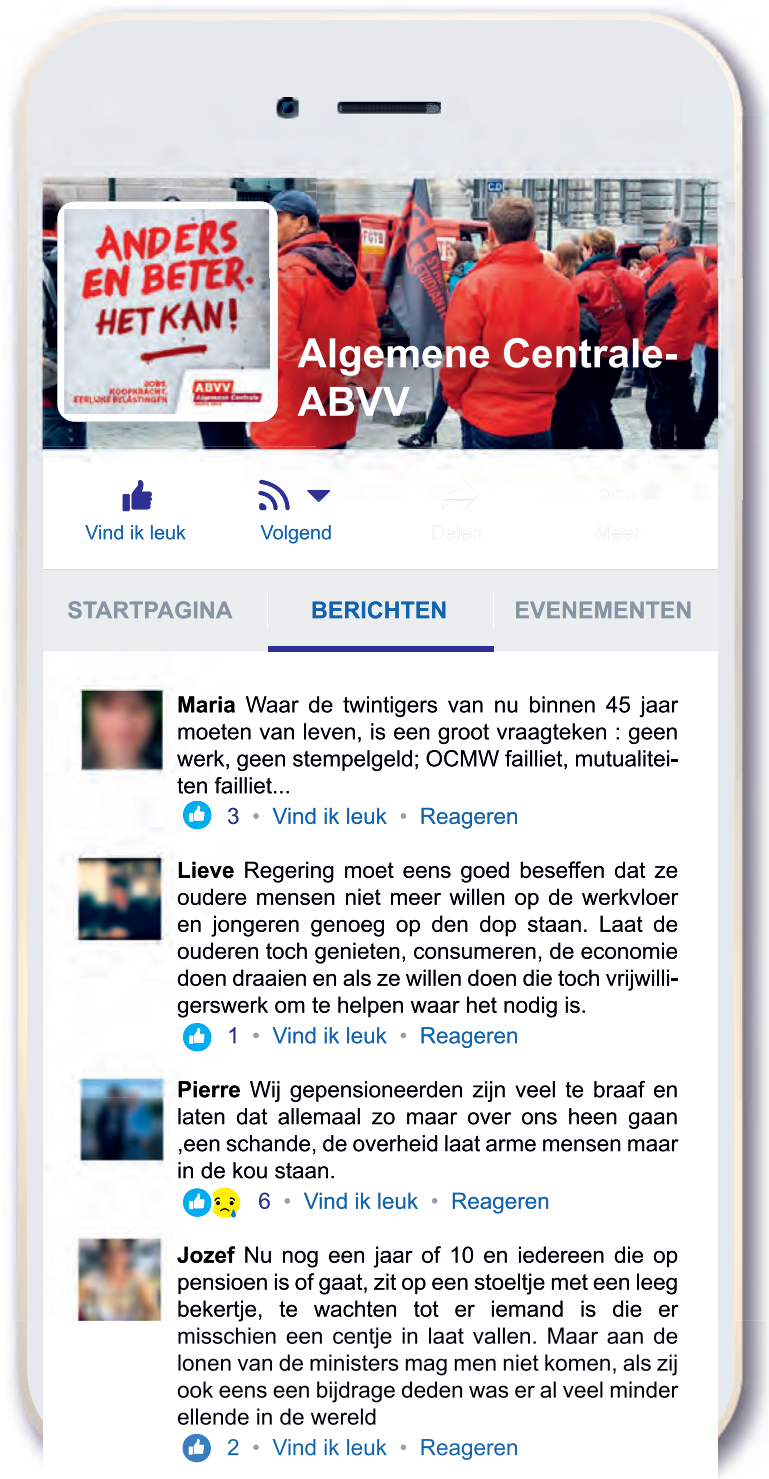 C.D.
FGTB
ETUDIANTS
ANDERS
EN BETER.
HET KAN!
JOBS,
KOOPKRACHT,
EERLIJKE BELASTINGEN
ABVV
Algemene Centrale
Algemene Centrale-
ABVV
Vind ik leuk
Volgend
Delen
Meer
STARTPAGINA
BERICHTEN
EVENEMENTEN
Maria Waar de twintigers van nu binnen 45 jaar
moeten van leven, is een groot vraagteken : geen
werk, geen stempelgeld; OCMW failliet, mutualitei-
ten failliet...
3 • Vind ik leuk • Reageren
Lieve Regering moet eens goed beseffen dat ze
oudere mensen niet meer willen op de werkvloer
en jongeren genoeg op den dop staan. Laat de
ouderen toch genieten, consumeren, de economie
doen draaien en als ze willen doen die toch vrijwilli-
gerswerk om te helpen waar het nodig is.
1 • Vind ik leuk • Reageren
Pierre Wij gepensioneerden zijn veel te braaf en
laten dat allemaal zo maar over ons heen gaan
,een schande, de overheid laat arme mensen maar
in de kou staan.
6 • Vind ik leuk • Reageren
Jozef Nu nog een jaar of 10 en iedereen die op
pensioen is of gaat, zit op een stoeltje met een leeg
bekertje, te wachten tot er iemand is die er
misschien een centje in laat vallen. Maar aan de
lonen van de ministers mag men niet komen, als zij
ook eens een bijdrage deden was er al veel minder
ellende in de wereld
2 • Vind ik leuk • Reageren